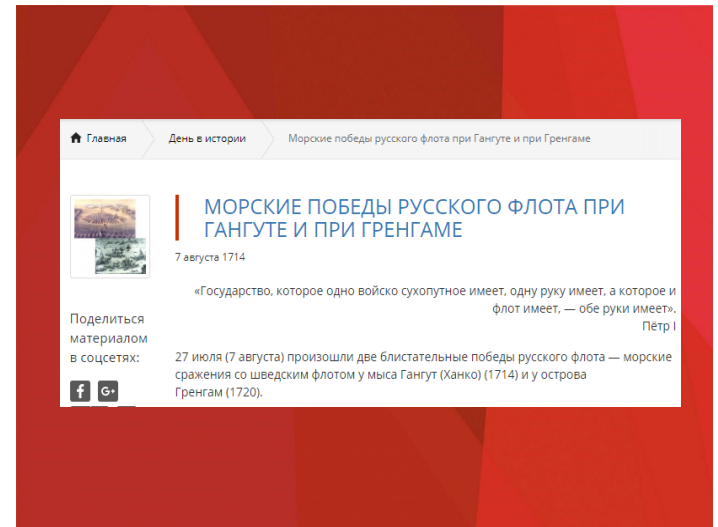 Главная
День в истории
Морские победы русского флота при Гангуте и при Гренгаме
МОРСКИЕ ПОБЕДЫ РУССКОГО ФЛОТА ПРИ
ГАНГУТЕ И ПРИ ГРЕНГАМЕ
7 августа 1714
«Государство, которое одно войско сухопутное имеет, одну руку имеет, а которое и
флот имеет, — обе руки имеет».
Пётр I
Поделиться
материалом
в соцсетях:
27 июля (7 августа) произошли две блистательные победы русского флота — морские
сражения со шведским флотом у мыса Гангут (Ханко) (1714) и у острова
Гренгам (1720).
f
G+